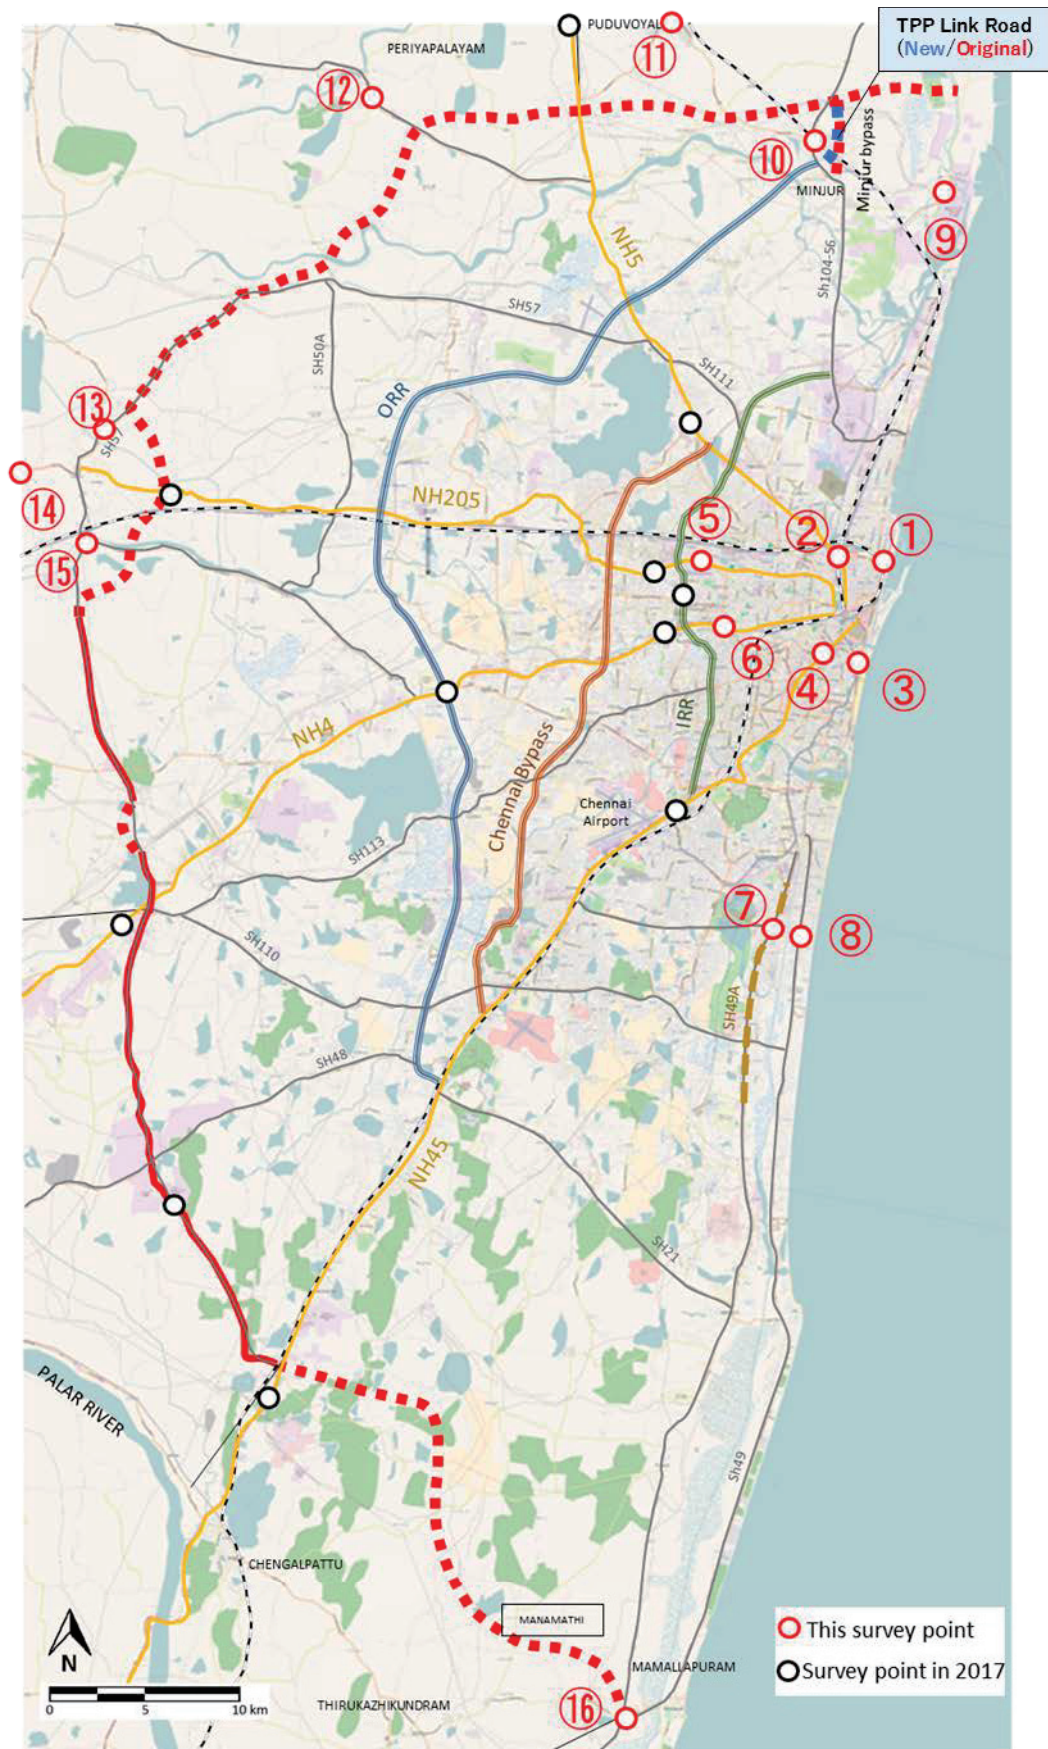 TPP Link Road
(New/Original)
PUDUVOYAL
PERIYAPALAYAM
⑪
⑫
⑩
MINJUR
Minjur bypass
⑨
NH5
Sh104-56
SH57
SH50A
SH111
ORR
⑬
SH57
NH205
⑭
⑤
②
①
⑮
⑥
④
③
IRR
NH4
Chennai Bypass
Chennai
Airport
SH113
⑦
⑧
SH110
SH49A
SH48
NH45
SH21
PALAR RIVER
Sh49
CHENGALPATTU
MANAMATHI
MAMALLAPURAM
THIRUKAZHIKUNDRAM
⑯
This survey point
Survey point in 2017
N
0 5 10 km